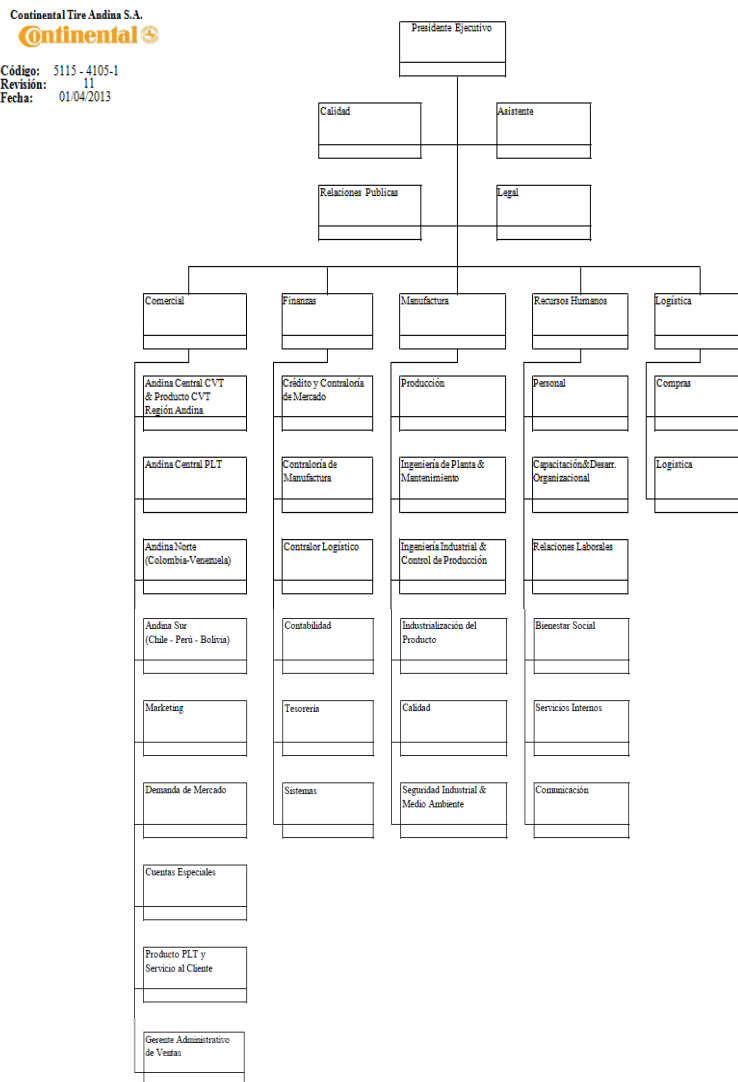 Continental Tire Andina S.A.
Continental
Código: 5115 - 4105-1
Revisión: 11
Fecha: 01/04/2013
Presidente Ejecutivo
Calidad
Asistente
Relaciones Publicas
Legal
Comercial
Finanzas
Manufactura
Recursos Humanos
Logística
Andina Central CVT
& Producto CVT
Región Andina
Crédito y Contraloría
de Mercado
Producción
Personal
Compras
Andina Central PLT
Contraloría de
Manufactura
Ingeniería de Planta &
Mantenimiento
Capacitación&Desarr.
Organizacional
Logistica
Andina Norte
(Colombia-Venezuela)
Contralor Logístico
Ingeniería Industrial &
Control de Producción
Relaciones Laborales
Andina Sur
(Chile - Perú - Bolivia)
Contabilidad
Industrialización del
Producto
Bienestar Social
Marketing
Tesorería
Calidad
Servicios Internos
Demanda de Mercado
Sistemas
Seguridad Industrial &
Medio Ambiente
Comunicación
Cuentas Especiales
Producto PLT y
Servicio al Cliente
Gerente Administrativo
de Ventas